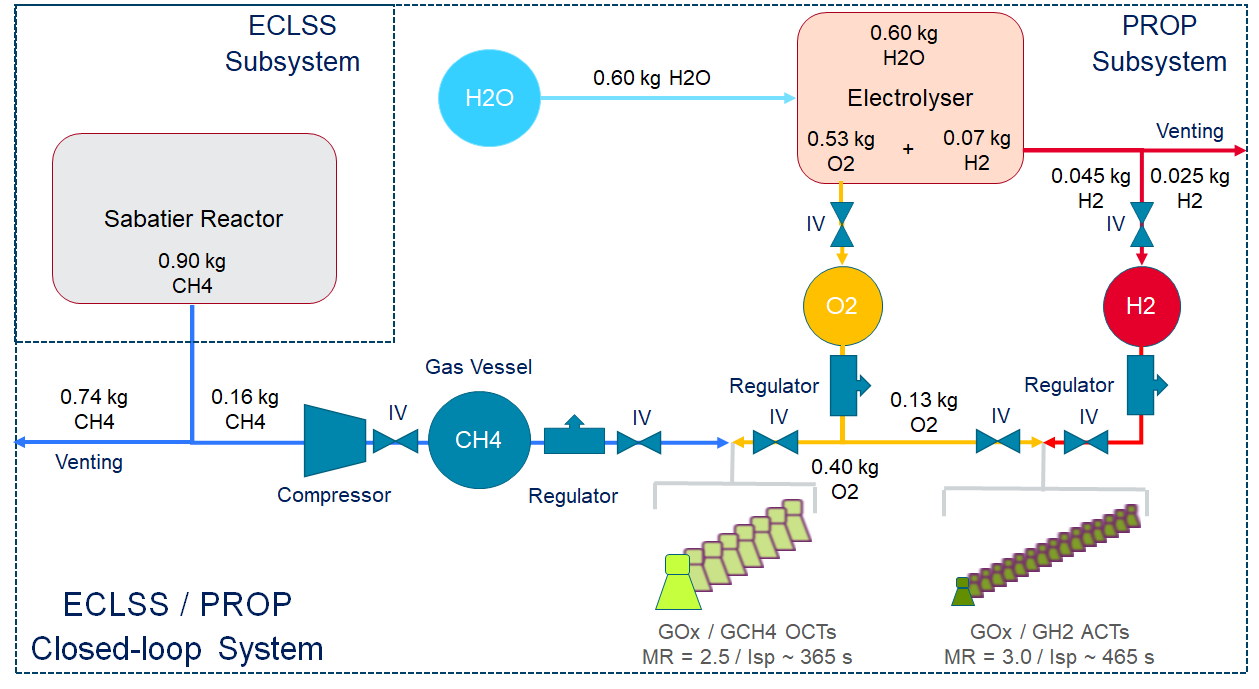 ECLSS
Subsystem
PROP
Subsystem
0.60 kg
H2O
Electrolyser
0.53 kg
O2
+
0.07 kg
H2
H2O
0.60 kg H2O
Venting
0.045 kg
H2
0.025 kg
H2
IV
IV
Sabatier Reactor
0.90 kg
CH4
O2
H2
Gas Vessel
Regulator
Regulator
0.74 kg
CH4
0.16 kg
CH4
IV
CH4
IV
IV
0.13 kg
O2
IV
IV
Venting
Compressor
Regulator
0.40 kg
O2
ECLSS / PROP
Closed-loop System
GOx / GCH4 OCTs
MR = 2.5 / Isp ~ 365 s
GOx / GH2 ACTs
MR = 3.0 / Isp ~ 465 s